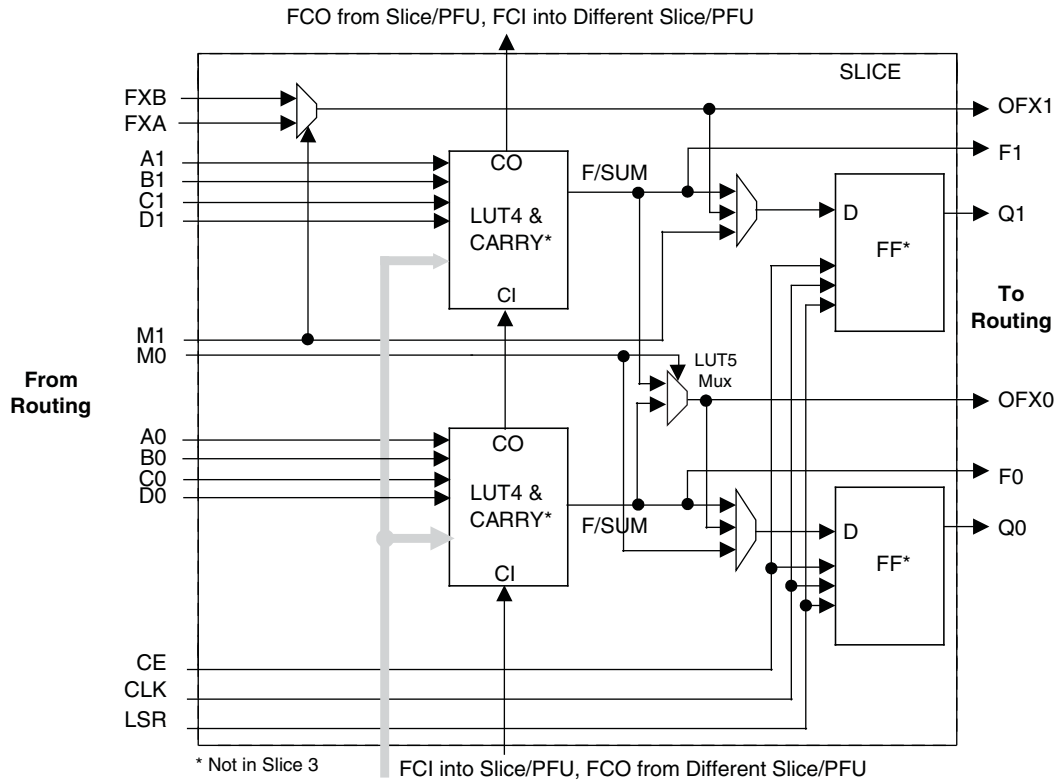 FCO from Slice/PFU, FCI into Different Slice/PFU
SLICE
FXB
FXA
OFX1
A1
B1
C1
D1
CO
LUT4 &
CARRY*
CI
F/SUM
F1
D
FF*
Q1
To
Routing
M1
M0
From
Routing
LUT5
Mux
OFX0
A0
B0
C0
D0
CO
LUT4 &
CARRY*
CI
F/SUM
F0
D
FF*
Q0
CE
CLK
LSR
* Not in Slice 3
FCI into Slice/PFU, FCO from Different Slice/PFU